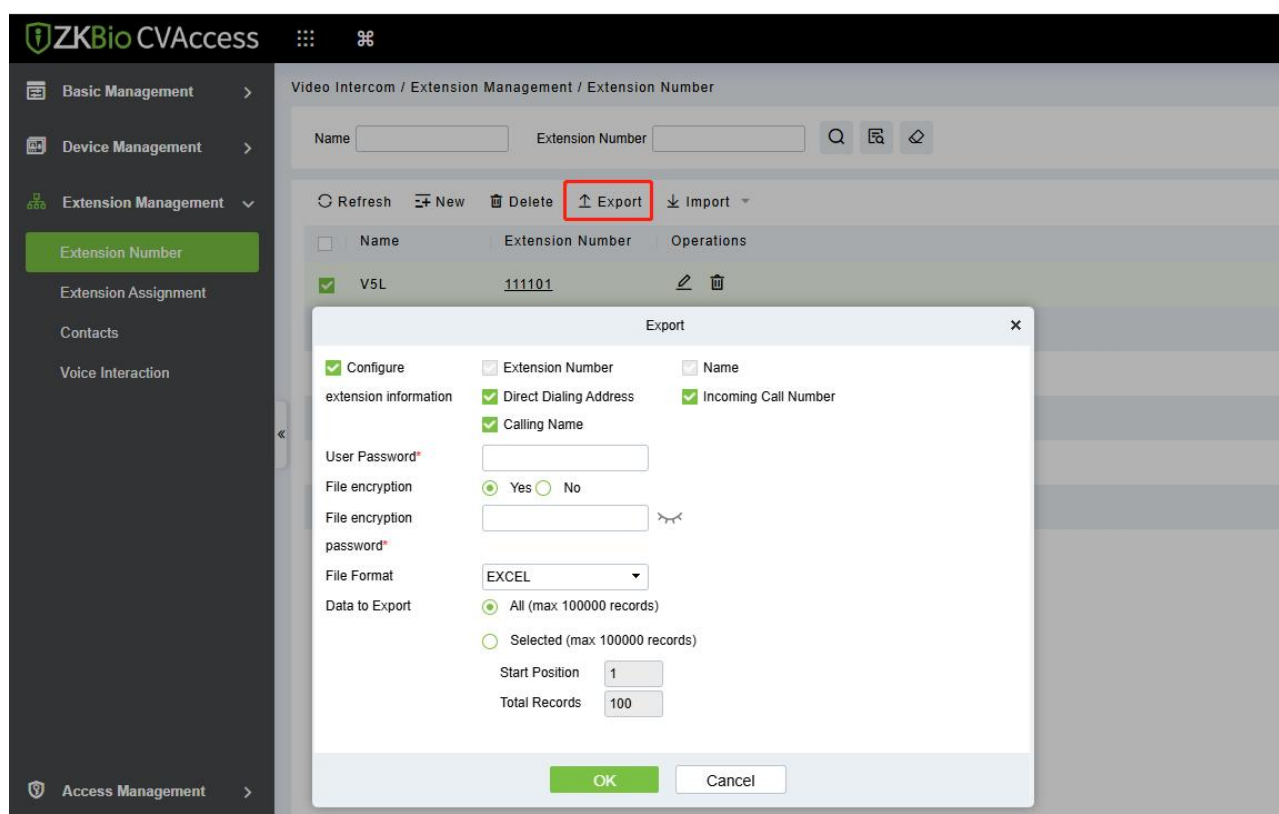 ZKBio CVAccess
Basic Management
Device Management
Extension Management
Extension Number
Extension Assignment
Contacts
Voice Interaction
Access Management
Video Intercom / Extension Management / Extension Number
Name Extension Number
Refresh New Delete Export Import
Name Extension Number Operations
V5L 111101
Export
Configure Extension Number Name
extension information Direct Dialing Address Incoming Call Number
Calling Name
User Password*
File encryption Yes No
File encryption
password*
File Format EXCEL
Data to Export All (max 100000 records)
Selected (max 100000 records)
Start Position 1
Total Records 100
OK Cancel